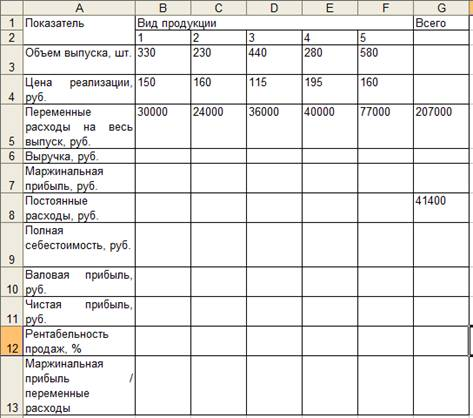 A B C D E F G
1 Показатель Вид продукции Всего
2 1 2 3 4 5
3 Объем выпуска, шт. 330 230 440 280 580
Цена реализации, 150 160 115 195 160
4 руб.
Переменные 30000 24000 36000 40000 77000 207000
расходы на весь
5 выпуск, руб.
6 Выручка, руб.
Маржинальная
7 прибыль, руб.
Постоянные 41400
8 расходы, руб.
Полная
себестоимость, руб.
9
Валовая прибыль,
10 руб.
Чистая прибыль,
11 руб.
Рентабельность
12 продаж, %
Маржинальная
прибыль /
переменные
13 расходы